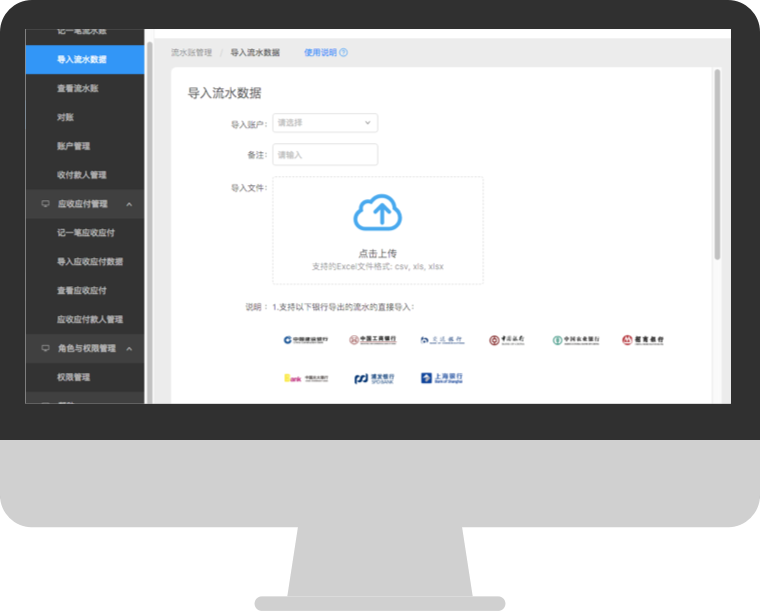 记一笔流水账
导入流水数据
查看流水账
对账
账户管理
收付款人管理
应收应付管理
记一笔应收应付
导入应收应付数据
查看应收应付
应收应付款人管理
角色与权限管理
权限管理
流水账管理 / 导入流水数据 使用说明
导入流水数据
导入账户: 请选择
备注: 请输入
导入文件:
点击上传
支持的Excel文件格式: csv, xls, xlsx
说明： 1.支持以下银行导出的流水的直接导入:
中国建设银行 中国工商银行 交通银行 中国银行 中国农业银行 招商银行
Bank 浦发银行 上海银行
SPD BANK Bank of Shanghai